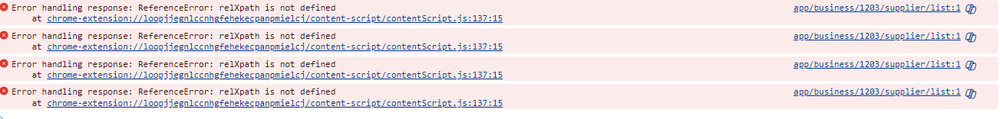 Error handling response: ReferenceError: relXpath is not defined app/business/1203/supplier/list:1
at chrome-extension://loopjjegnlccnhgfehekecpanpmielcj/content-script/contentScript.js:137:15
Error handling response: ReferenceError: relXpath is not defined app/business/1203/supplier/list:1
at chrome-extension://loopjjegnlccnhgfehekecpanpmielcj/content-script/contentScript.js:137:15
Error handling response: ReferenceError: relXpath is not defined app/business/1203/supplier/list:1
at chrome-extension://loopjjegnlccnhgfehekecpanpmielcj/content-script/contentScript.js:137:15
Error handling response: ReferenceError: relXpath is not defined app/business/1203/supplier/list:1
at chrome-extension://loopjjegnlccnhgfehekecpanpmielcj/content-script/contentScript.js:137:15